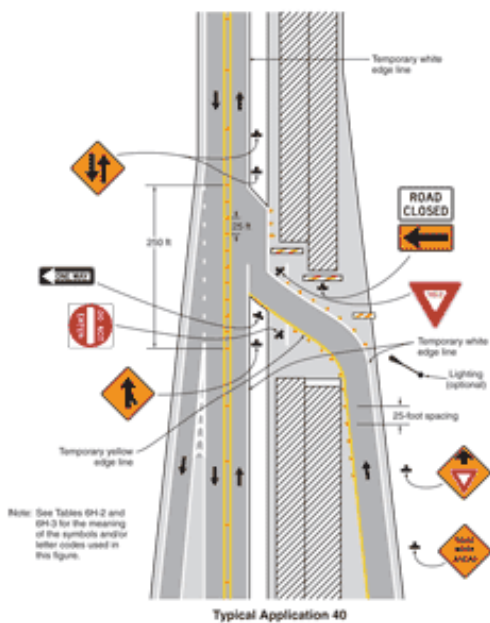 Temporary white
edge line
ROAD
CLOSED
25 ft
250 ft
ONE WAY
DO NOT
ENTER
Temporary white
edge line
Lighting
(optional)
25-foot spacing
Temporary yellow
edge line
Note: See Tables 6H-2 and
6H-3 for the meaning
of the symbols and/or
letter codes used in
this figure.
AHEAD
Typical Application 40